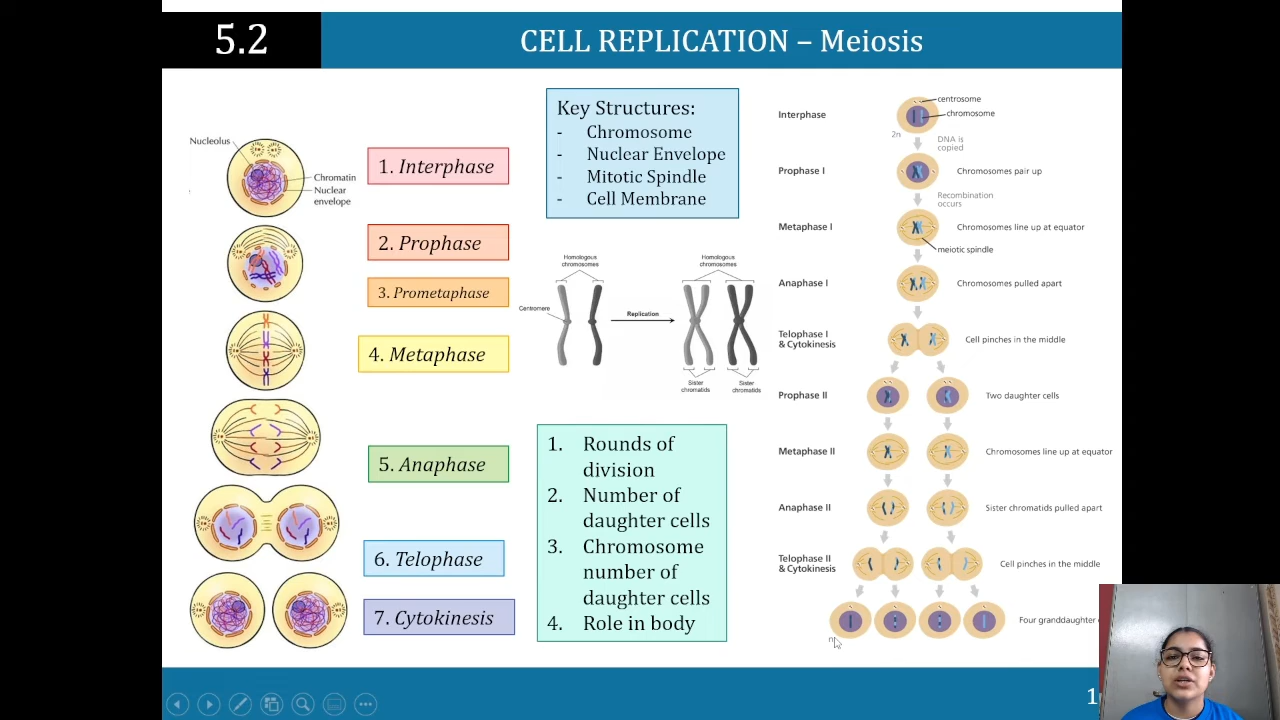 5.2
CELL REPLICATION – Meiosis
Nucleolus
Chromatin
Nuclear
envelope
1. Interphase
2. Prophase
3. Prometaphase
4. Metaphase
5. Anaphase
6. Telophase
7. Cytokinesis
Key Structures:
- Chromosome
- Nuclear Envelope
- Mitotic Spindle
- Cell Membrane
Homologous
chromosomes
Homologous
chromosomes
Centromere
Replication
Sister
chromatids
Sister
chromatids
1. Rounds of
division
2. Number of
daughter cells
3. Chromosome
number of
daughter cells
4. Role in body
Interphase
centrosome
chromosome
2n
DNA is
copied
Prophase I
Chromosomes pair up
Recombination
occurs
Metaphase I
Chromosomes line up at equator
meiotic spindle
Anaphase I
Chromosomes pulled apart
Telophase I
& Cytokinesis
Cell pinches in the middle
Prophase II
Two daughter cells
Metaphase II
Chromosomes line up at equator
Anaphase II
Sister chromatids pulled apart
Telophase II
& Cytokinesis
Cell pinches in the middle
Four granddaughter
n